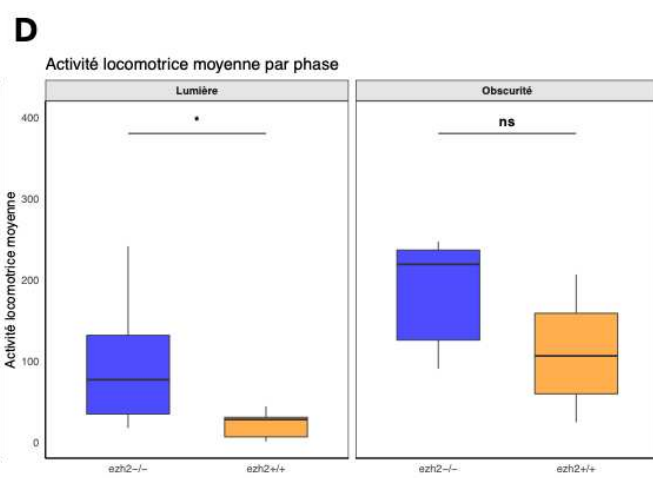 D
Activité locomotrice moyenne par phase
Lumière
Obscurité
*
ns
Activité locomotrice moyenne
400
300
200
100
0
ezh2−/−
ezh2+/+
ezh2−/−
ezh2+/+